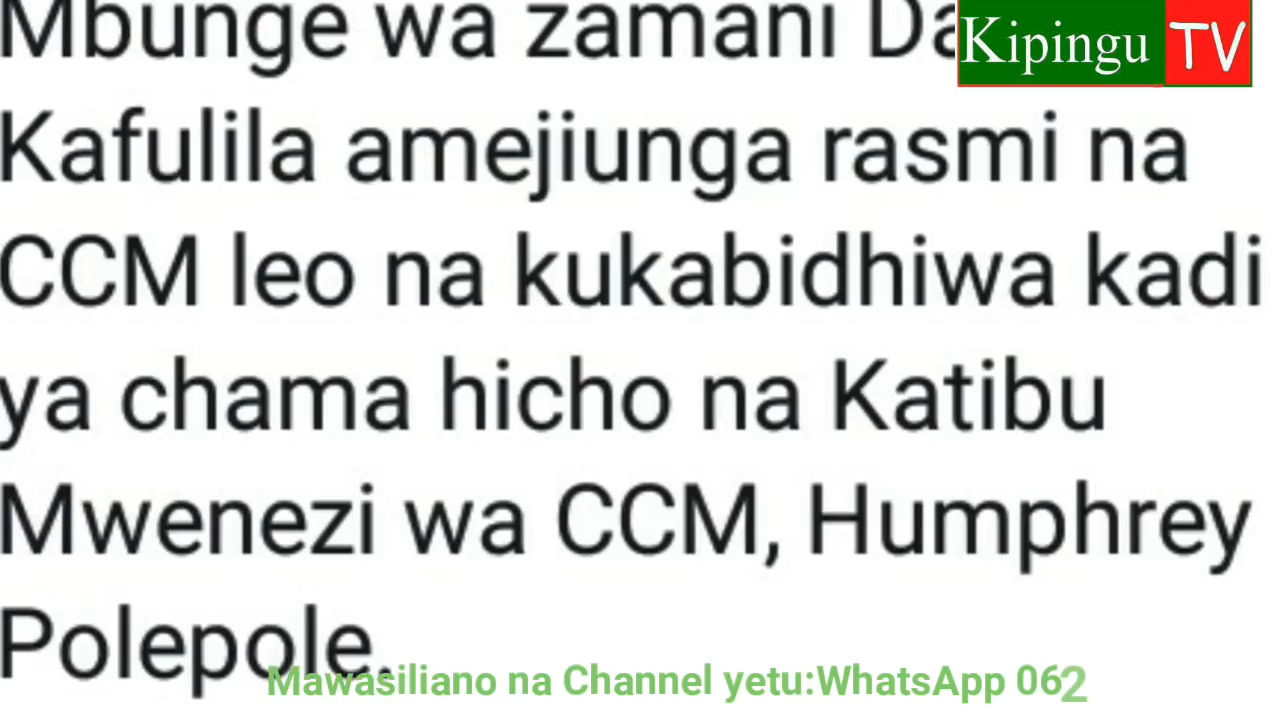 Mbunge wa zamani
Kipingu TV
Kafulila amejiunga rasmi na
CCM leo na kukabidhiwa kadi
ya chama hicho na Katibu
Mwenezi wa CCM, Humphrey
Polepole.
Mawasiliano na Channel yetu:WhatsApp 062